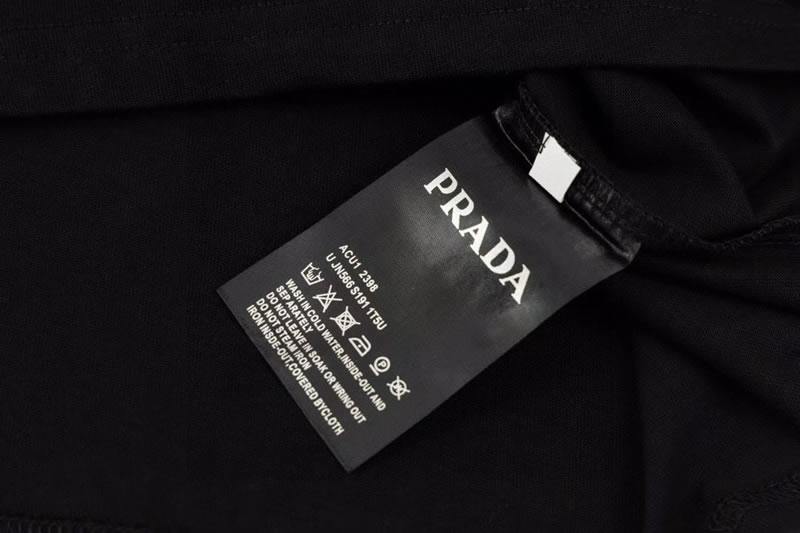 PRADA
ACU1 2398
U JN566 S191 1T5U
P
WASH IN COLD WATER,INSIDE-OUT AND
SEPARATELY
DO NOT LEAVE IN SOAK OR WRING OUT
DO NOT STEAM IRON
IRON INSIDE-OUT,COVERED BYCLOTH